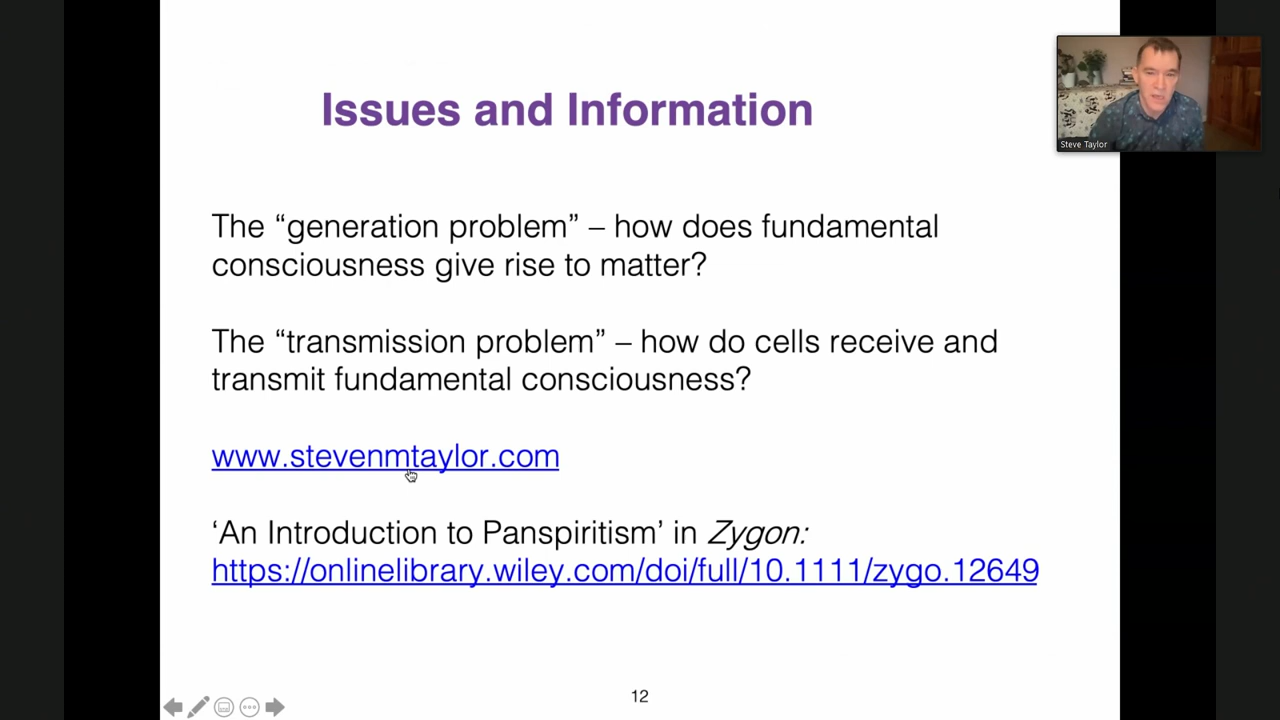 Issues and Information
Steve Taylor
The “generation problem” – how does fundamental
consciousness give rise to matter?
The “transmission problem” – how do cells receive and
transmit fundamental consciousness?
www.stevenmtaylor.com
‘An Introduction to Panspiritism’ in Zygon:
https://onlinelibrary.wiley.com/doi/full/10.1111/zygo.12649
12